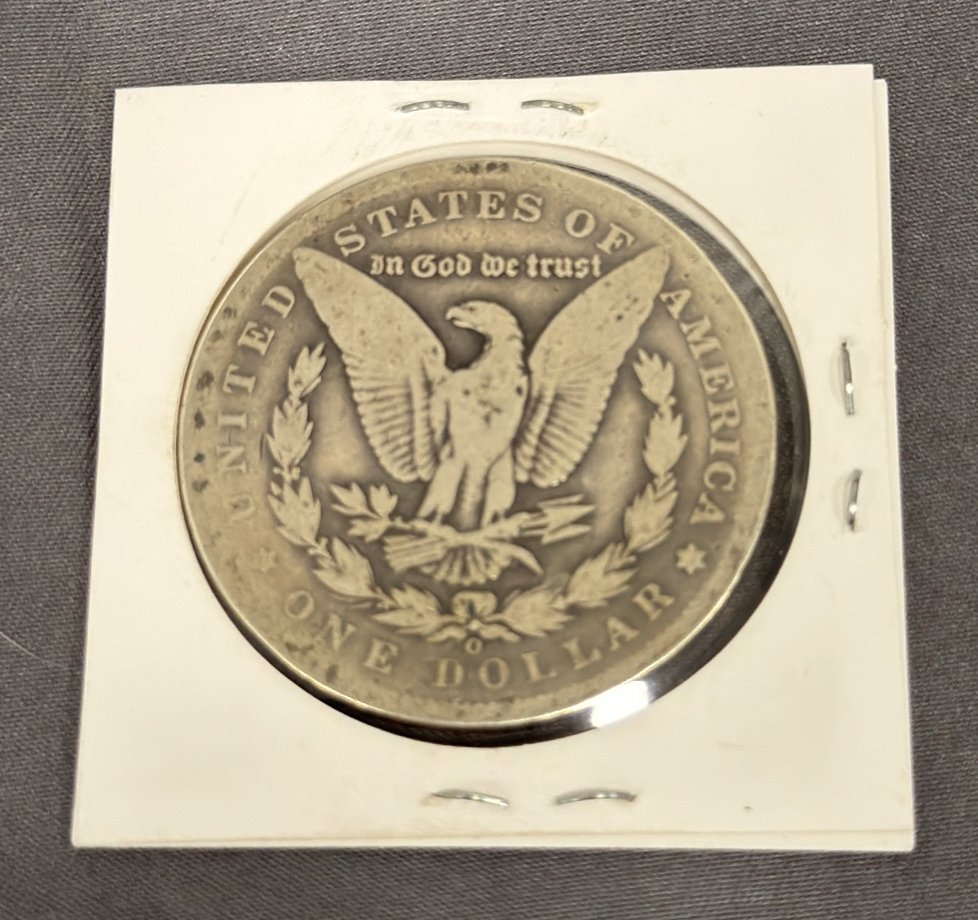 UNITED STATES OF AMERICA
In God we trust
O
ONE DOLLAR